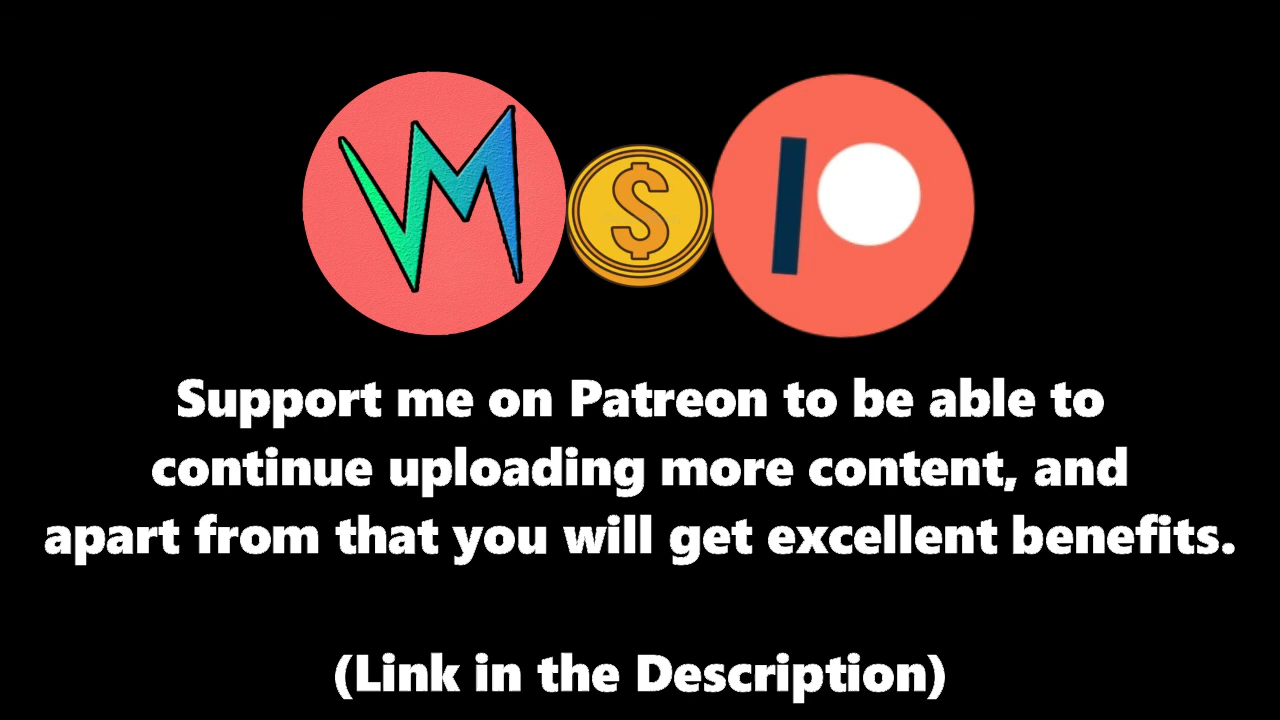 VM
$
Support me on Patreon to be able to
continue uploading more content, and
apart from that you will get excellent benefits.
(Link in the Description)